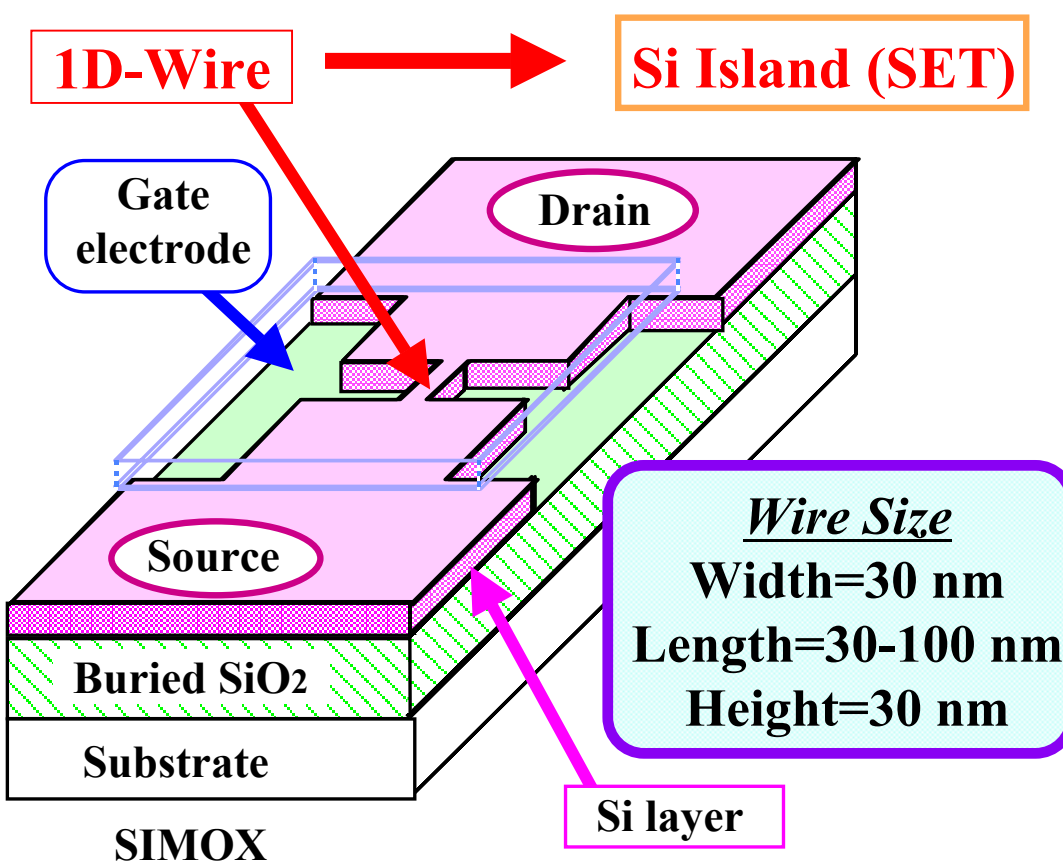 1D-Wire
Si Island (SET)
Gate
electrode
Drain
Source
Wire Size
Width=30 nm
Length=30-100 nm
Height=30 nm
Buried SiO2
Substrate
Si layer
SIMOX